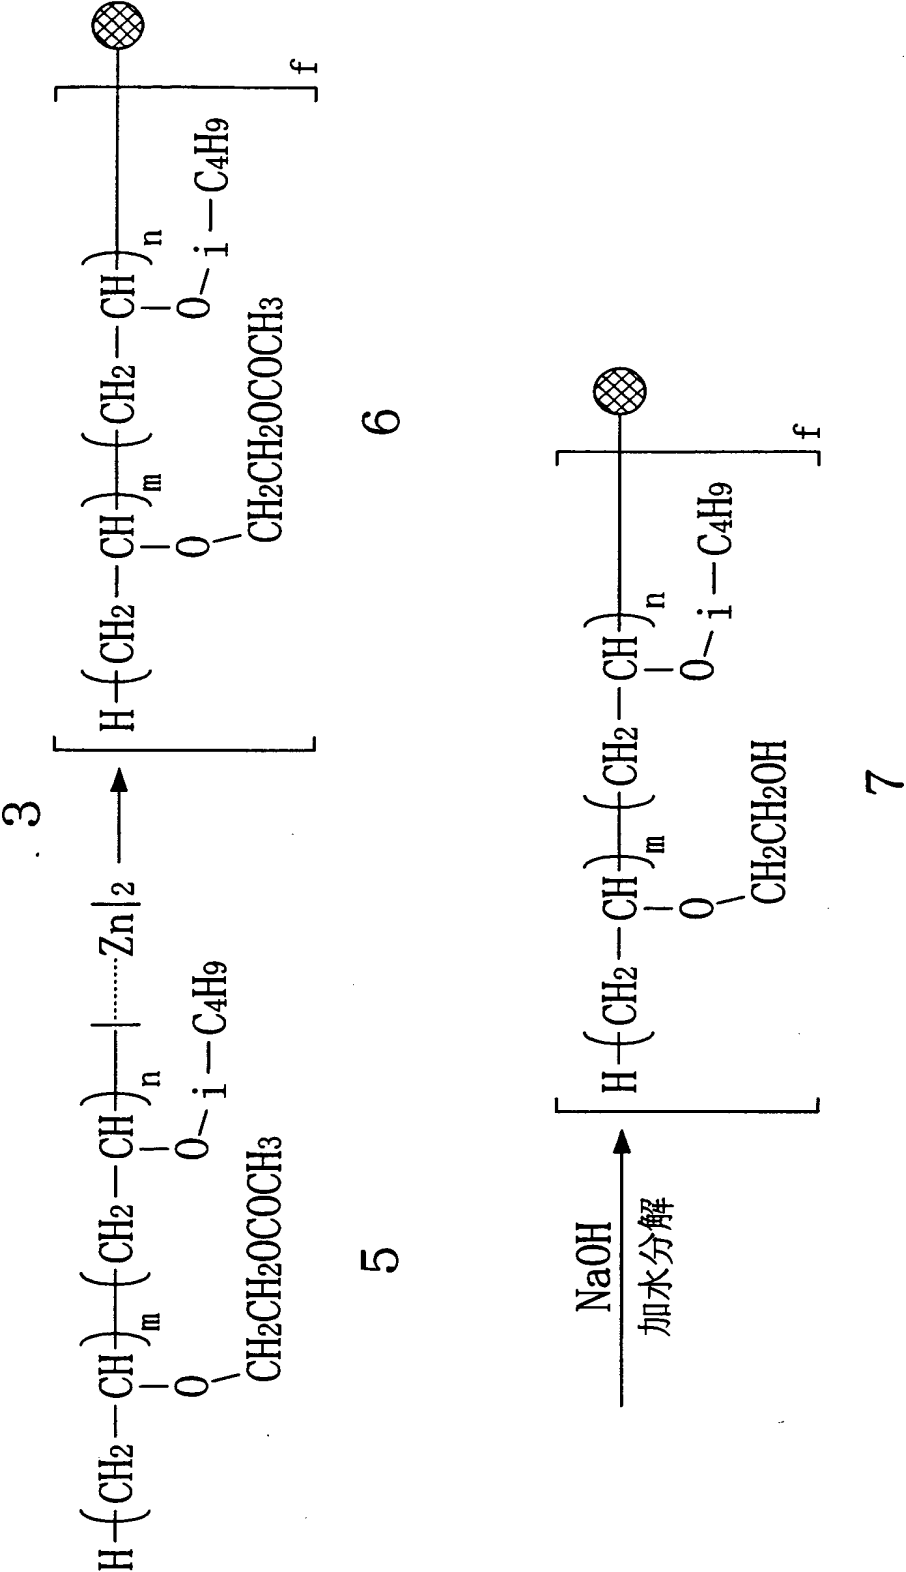 3
H—(CH2—CH)m—(CH2—CH)n—|·····Zn|2
O O—i—C4H9
CH2CH2OCOCH3
5
[H—(CH2—CH)m—(CH2—CH)n—]f
O O—i—C4H9
CH2CH2OCOCH3
6
NaOH
加水分解
[H—(CH2—CH)m—(CH2—CH)n—]f
O O—i—C4H9
CH2CH2OH
7